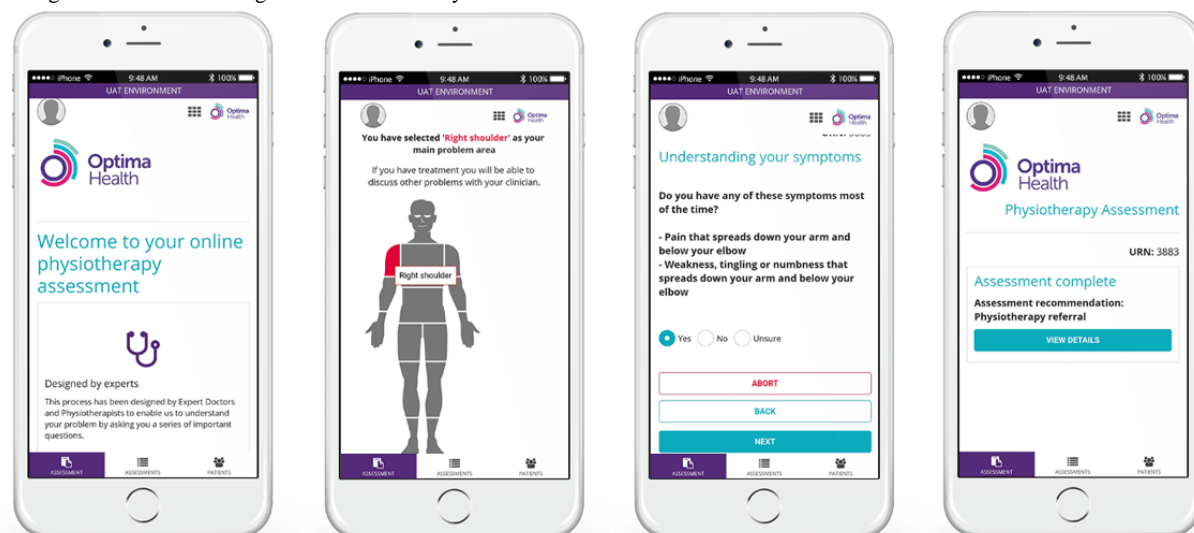 iPhone 9:48 AM 100%
UAT ENVIRONMENT
Optima
Health
Optima
Health
Welcome to your online
physiotherapy
assessment
Designed by experts
This process has been designed by Expert Doctors
and Physiotherapists to enable us to understand
your problem by asking you a series of important
questions.
ASSESSMENT ASSESSMENTS PATIENTS
iPhone 9:48 AM 100%
UAT ENVIRONMENT
Optima
Health
You have selected 'Right shoulder' as your
main problem area
If you have treatment you will be able to
discuss other problems with your clinician.
Right shoulder
iPhone 9:48 AM 100%
UAT ENVIRONMENT
Optima
Health
URN: 3883
Understanding your symptoms
Do you have any of these symptoms most
of the time?
- Pain that spreads down your arm and
below your elbow
- Weakness, tingling or numbness that
spreads down your arm and below your
elbow
Yes No Unsure
ABORT
BACK
NEXT
ASSESSMENT ASSESSMENTS PATIENTS
iPhone 9:48 AM 100%
UAT ENVIRONMENT
Optima
Health
Optima
Health
Physiotherapy Assessment
URN: 3883
Assessment complete
Assessment recommendation:
Physiotherapy referral
VIEW DETAILS
ASSESSMENT ASSESSMENTS PATIENTS